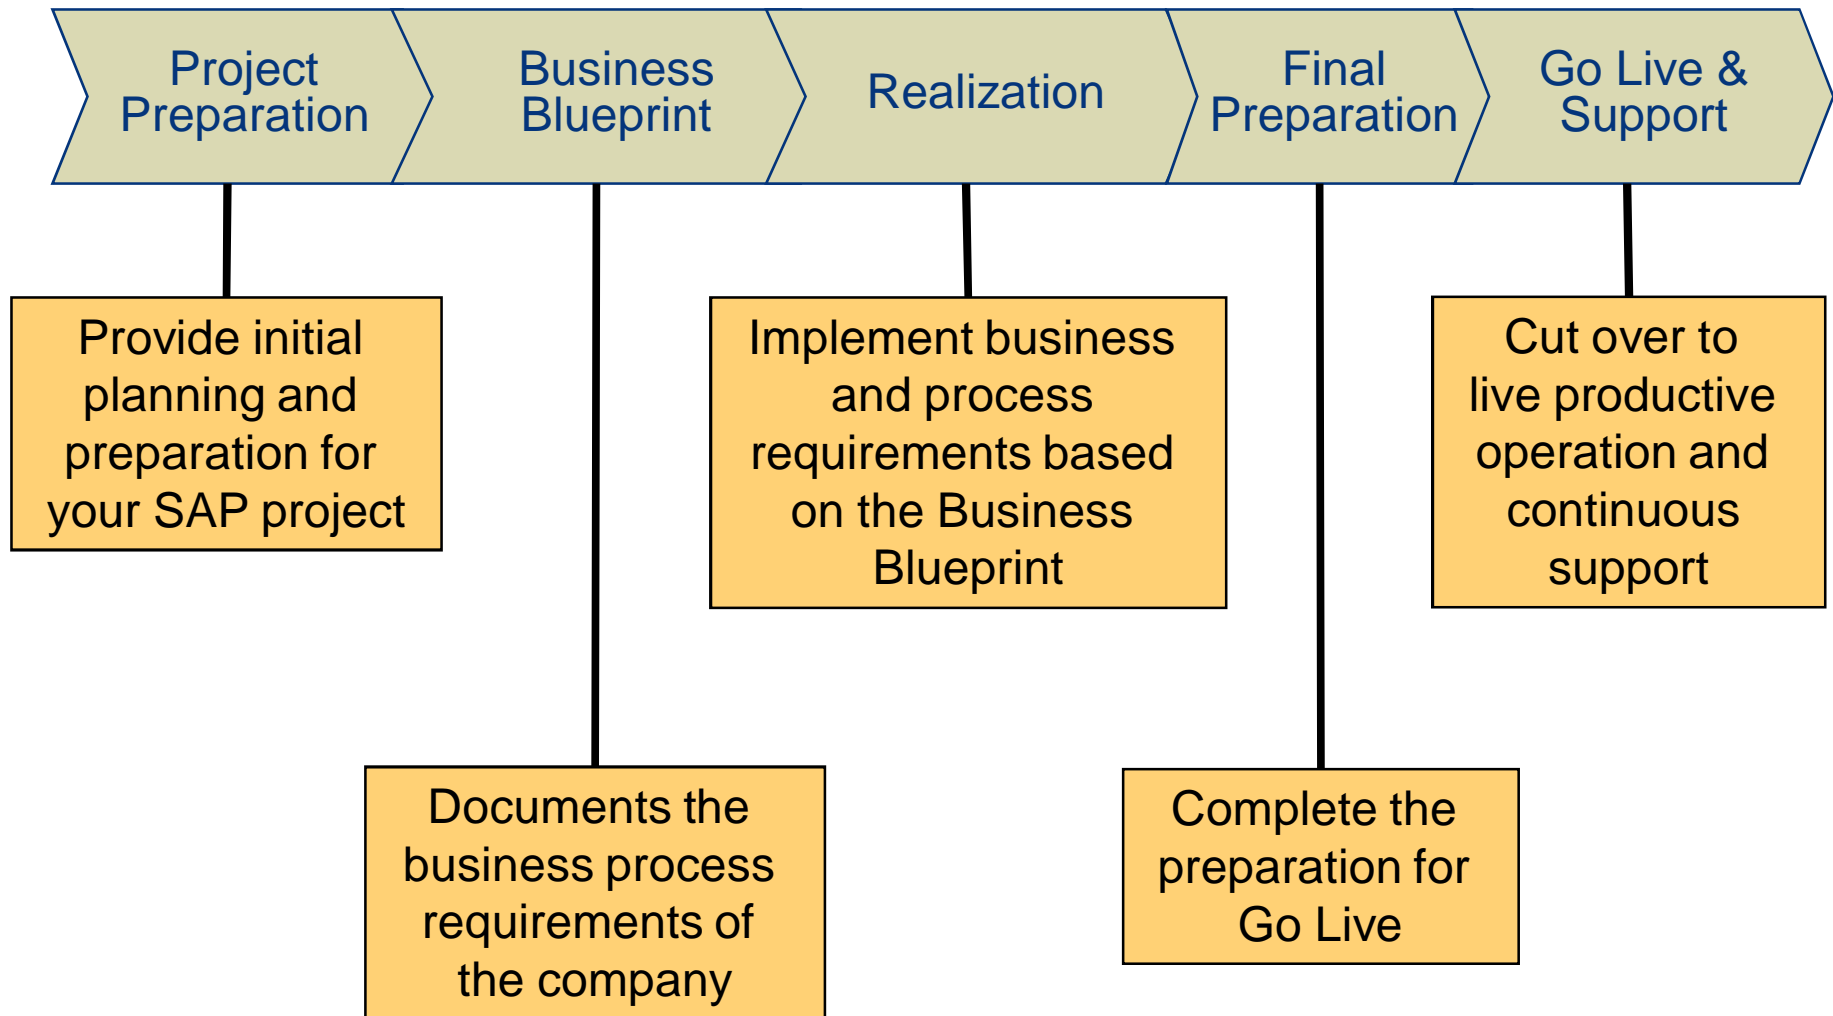 Project
Preparation
Business
Blueprint
Realization
Final
Preparation
Go Live &
Support
Provide initial
planning and
preparation for
your SAP project
Implement business
and process
requirements based
on the Business
Blueprint
Cut over to
live productive
operation and
continuous
support
Documents the
business process
requirements of
the company
Complete the
preparation for
Go Live